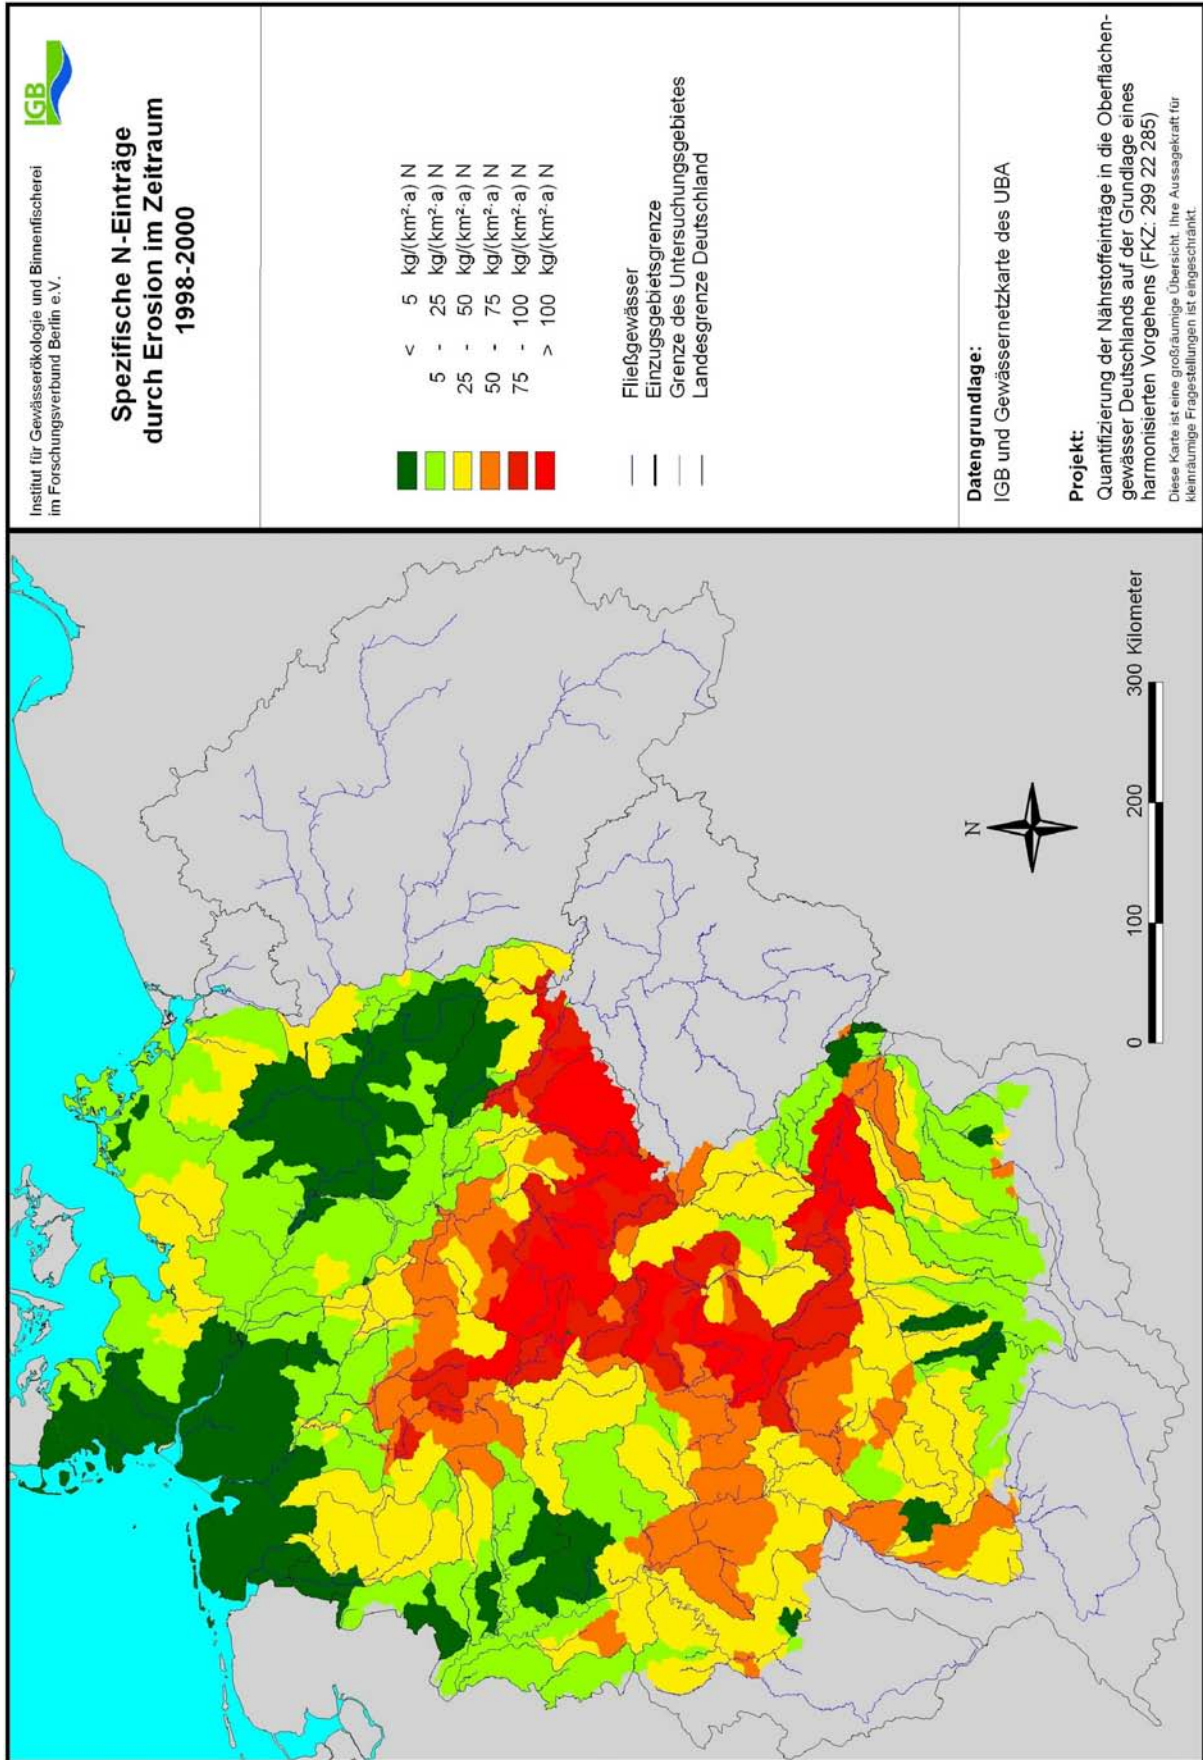 Institut für Gewässerökologie und Binnenfischerei
im Forschungsverbund Berlin e.V.
IGB
Spezifische N-Einträge
durch Erosion im Zeitraum
1998-2000
< 5 kg/(km²·a) N
5 - 25 kg/(km²·a) N
25 - 50 kg/(km²·a) N
50 - 75 kg/(km²·a) N
75 - 100 kg/(km²·a) N
> 100 kg/(km²·a) N
Fließgewässer
Einzugsgebietsgrenze
Grenze des Untersuchungsgebietes
Landesgrenze Deutschland
Datengrundlage:
IGB und Gewässernetzkarte des UBA
Projekt:
Quantifizierung der Nährstoffeinträge in die Oberflächen-
gewässer Deutschlands auf der Grundlage eines
harmonisierten Vorgehens (FKZ: 299 22 285)
Diese Karte ist eine großräumige Übersicht. Ihre Aussagekraft für
kleinräumige Fragestellungen ist eingeschränkt.
N
0 100 200 300 Kilometer